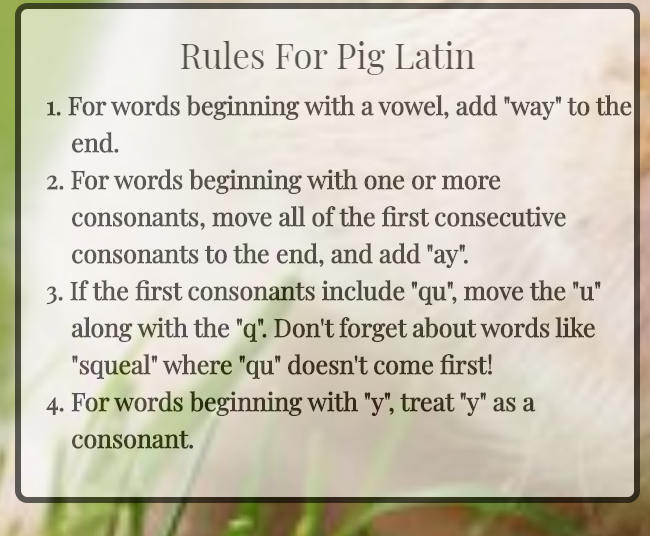 Rules For Pig Latin
1. For words beginning with a vowel, add "way" to the
end.
2. For words beginning with one or more
consonants, move all of the first consecutive
consonants to the end, and add "ay".
3. If the first consonants include "qu", move the "u"
along with the "q". Don't forget about words like
"squeal" where "qu" doesn't come first!
4. For words beginning with "y", treat "y" as a
consonant.